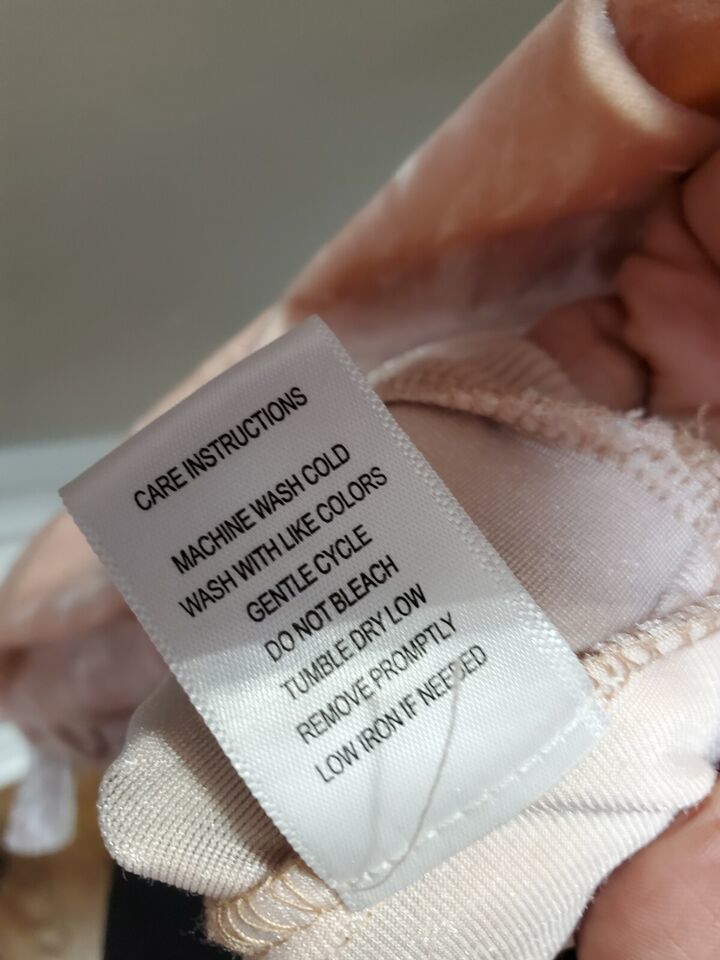 CARE INSTRUCTIONS
MACHINE WASH COLD
WASH WITH LIKE COLORS
GENTLE CYCLE
DO NOT BLEACH
TUMBLE DRY LOW
REMOVE PROMPTLY
LOW IRON IF NEEDED